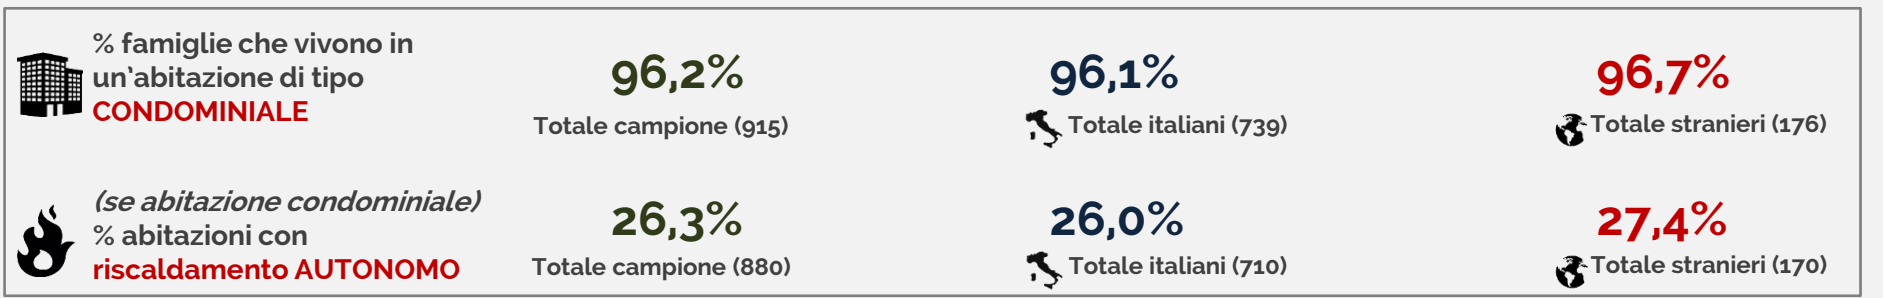 % famiglie che vivono in
un’abitazione di tipo
CONDOMINIALE
96,2%
Totale campione (915)
96,1%
Totale italiani (739)
96,7%
Totale stranieri (176)
(se abitazione condominiale)
% abitazioni con
riscaldamento AUTONOMO
26,3%
Totale campione (880)
26,0%
Totale italiani (710)
27,4%
Totale stranieri (170)